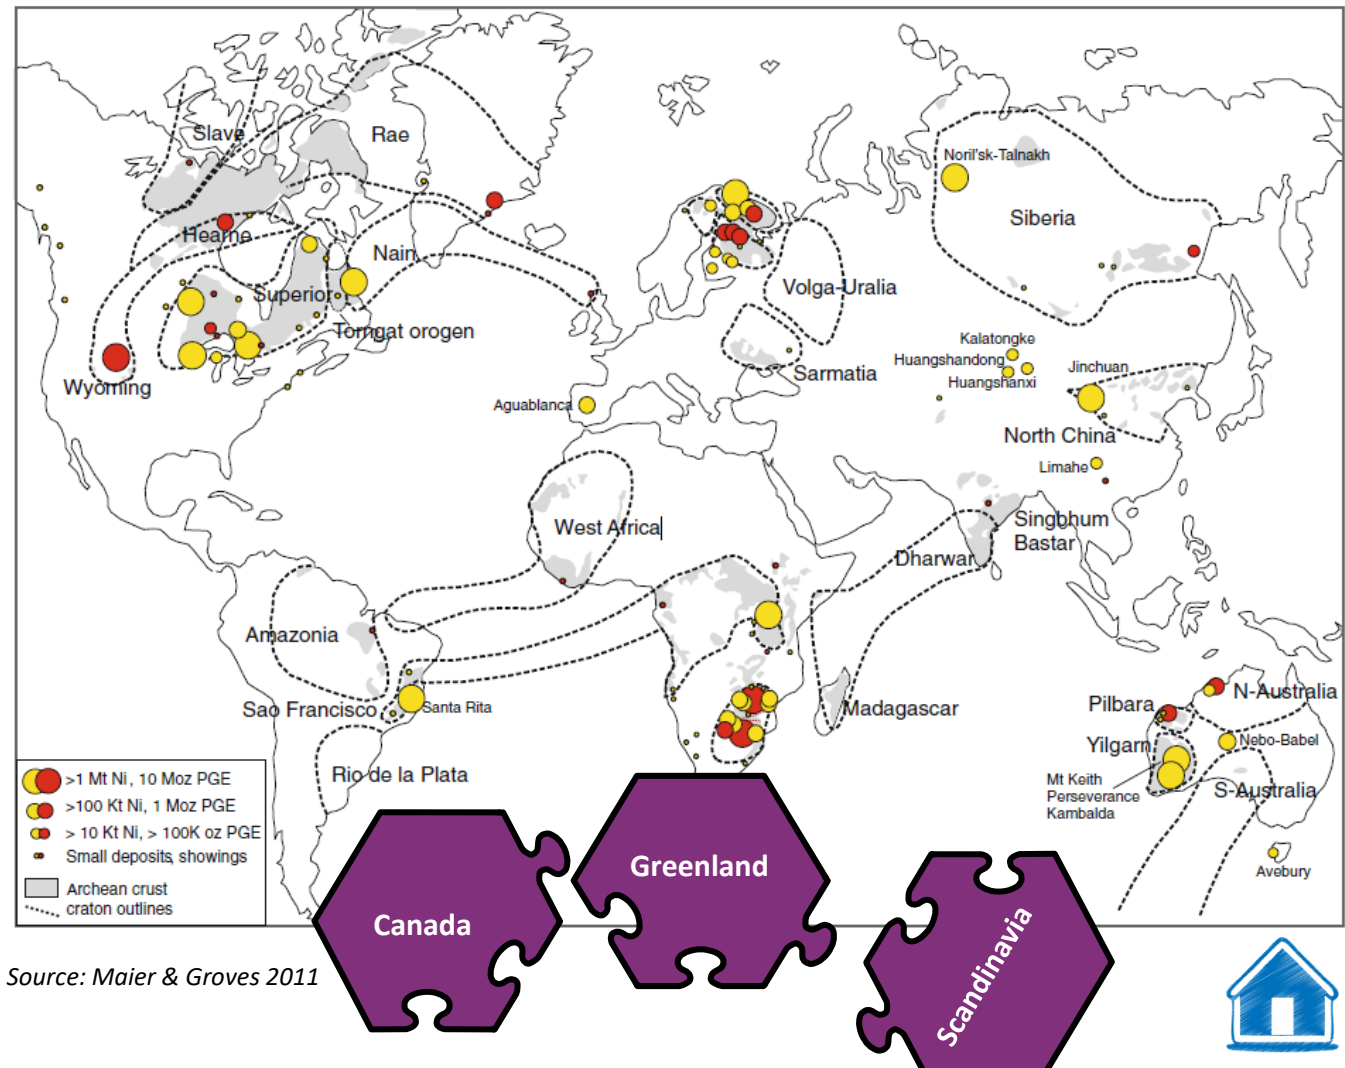 Slave
Rae
Noril'sk-Talnakh
Siberia
Hearne
Nain
Superior
Volga-Uralia
Torngat orogen
Kalatongke
Huangshandong
Jinchuan
Sarmatia
Huangshanxi
Wyoming
Aguablanca
North China
Limahe
West Africa
Singbhum
Bastar
Dharwar
Amazonia
Sao Francisco
Santa Rita
Madagascar
N-Australia
Pilbara
Yilgarn
Nebo-Babel
Rio de la Plata
Mt Keith
Perseverance
Kambalda
S-Australia
>1 Mt Ni, 10 Moz PGE
>100 Kt Ni, 1 Moz PGE
> 10 Kt Ni, > 100K oz PGE
Small deposits, showings
Archean crust
craton outlines
Avebury
Greenland
Canada
Scandinavia
Source: Maier & Groves 2011